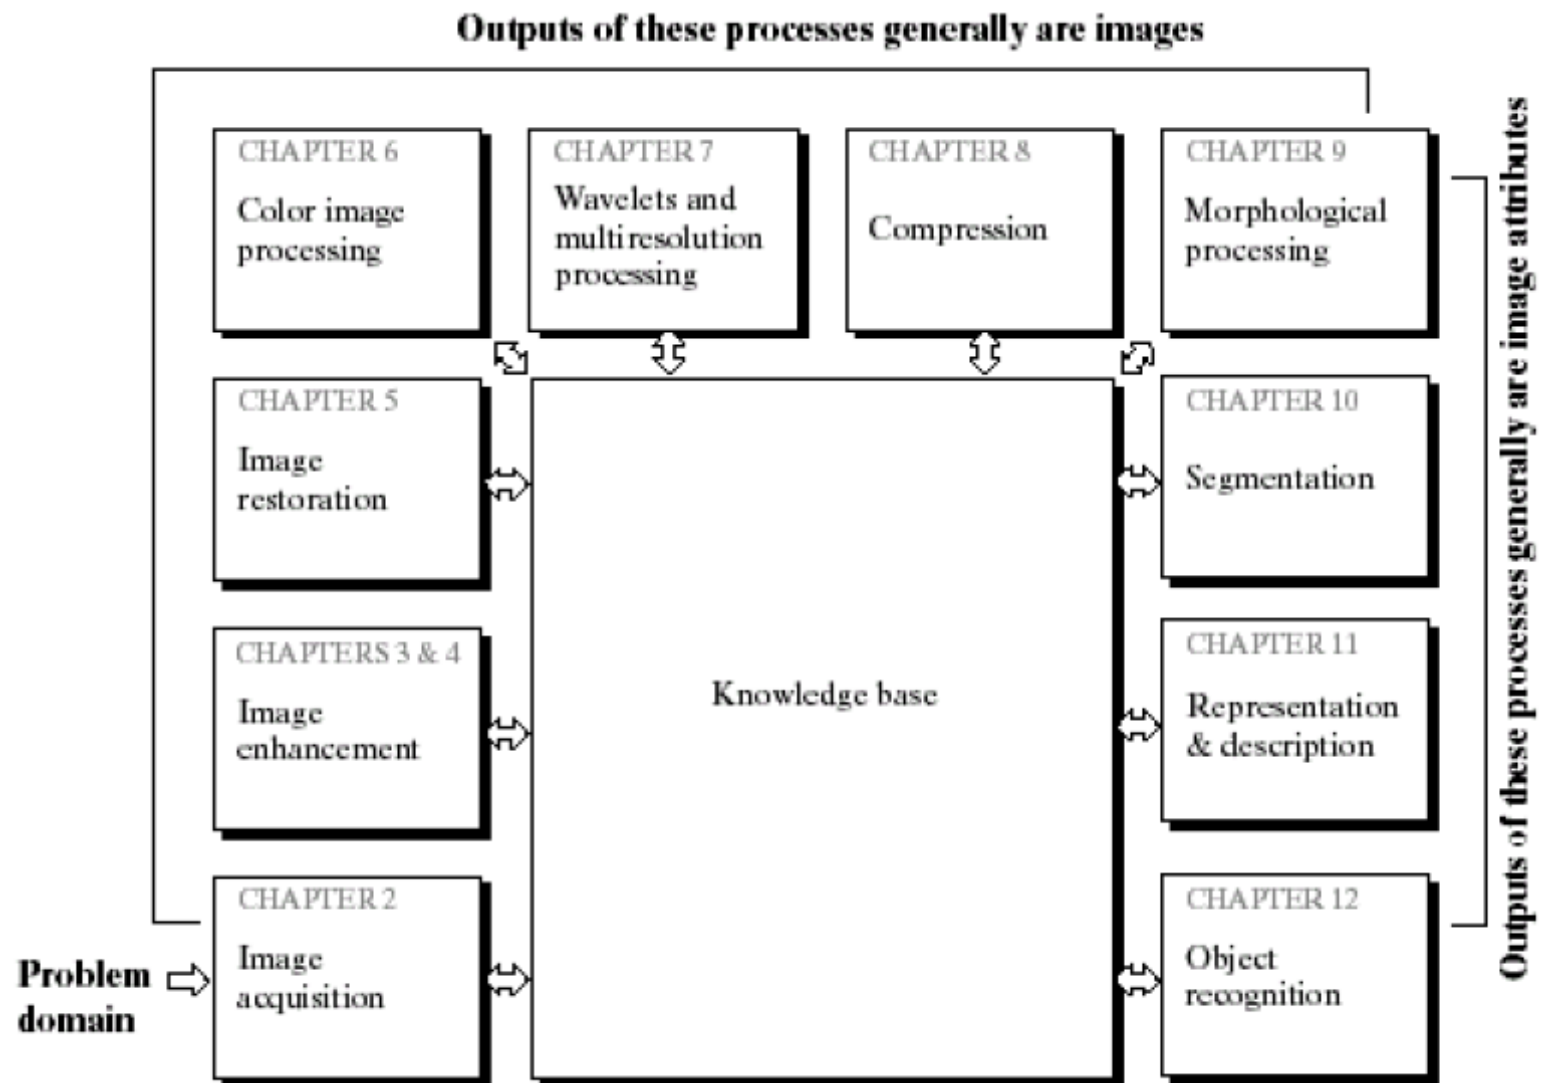 Outputs of these processes generally are images
CHAPTER 6
Color image
processing
CHAPTER 7
Wavelets and
multiresolution
processing
CHAPTER 8
Compression
CHAPTER 9
Morphological
processing
CHAPTER 5
Image
restoration
CHAPTER 10
Segmentation
CHAPTERS 3 & 4
Image
enhancement
Knowledge base
CHAPTER 11
Representation
& description
CHAPTER 2
Image
acquisition
CHAPTER 12
Object
recognition
Problem
domain
Outputs of these processes generally are image attributes